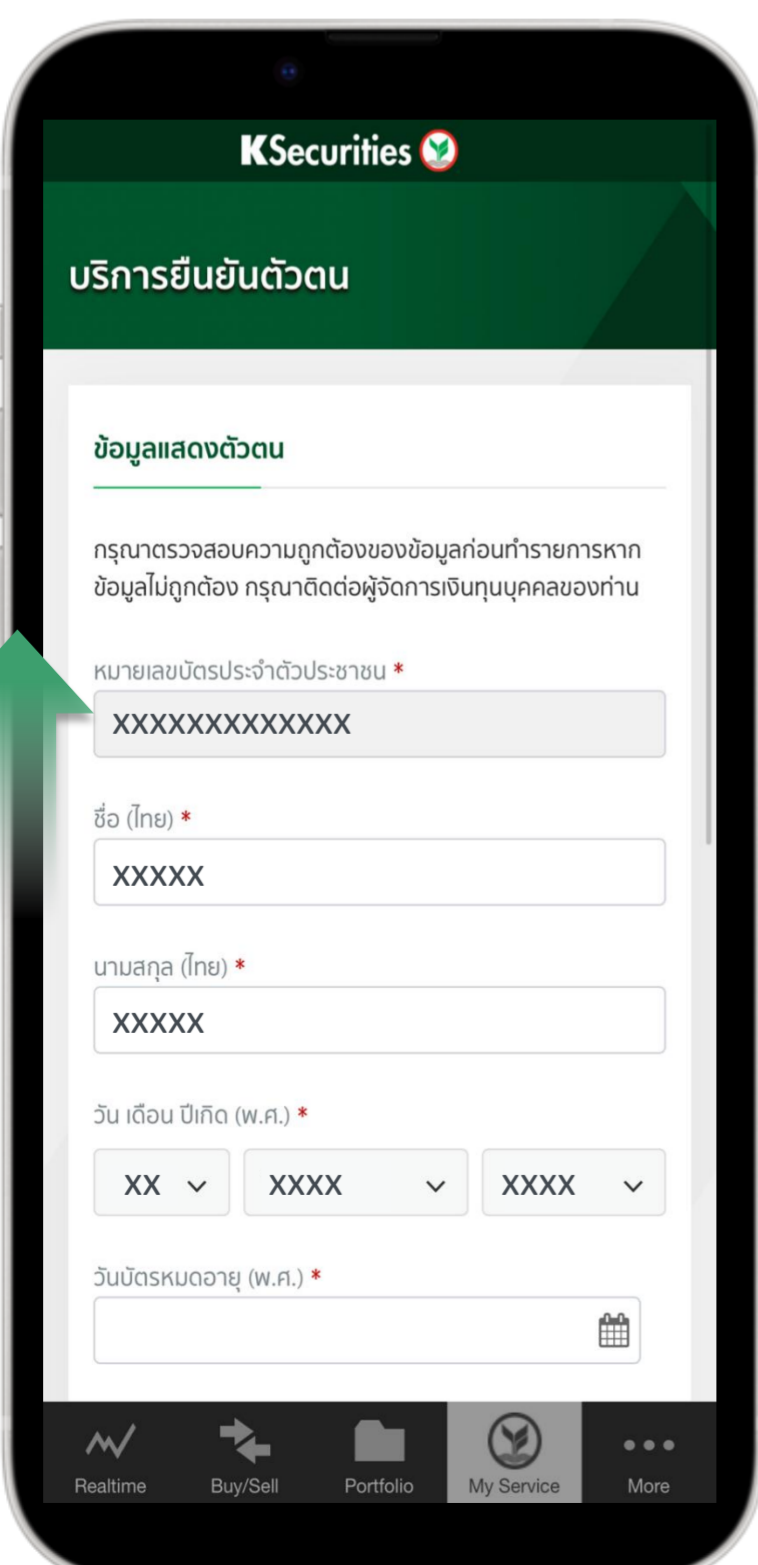 KSecurities
บริการยืนยันตัวตน
ข้อมูลแสดงตัวตน
กรุณาตรวจสอบความถูกต้องของข้อมูลก่อนทำรายการหาก
ข้อมูลไม่ถูกต้อง กรุณาติดต่อผู้จัดการเงินทุนบุคคลของท่าน
หมายเลขบัตรประจำตัวประชาชน *
XXXXXXXXXXXXX
ชื่อ (ไทย) *
XXXXX
นามสกุล (ไทย) *
XXXXX
วัน เดือน ปีเกิด (พ.ศ.) *
XX XXXX XXXX
วันบัตรหมดอายุ (พ.ศ.) *
Realtime Buy/Sell Portfolio My Service More